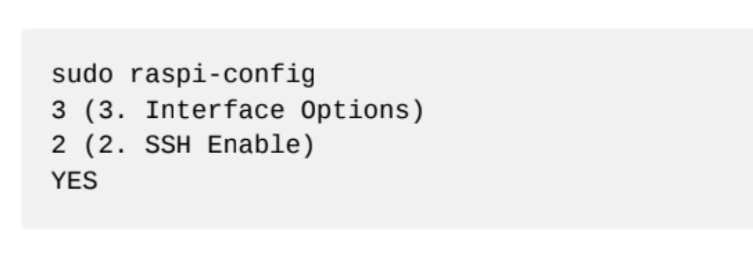 sudo raspi-config
3 (3. Interface Options)
2 (2. SSH Enable)
YES